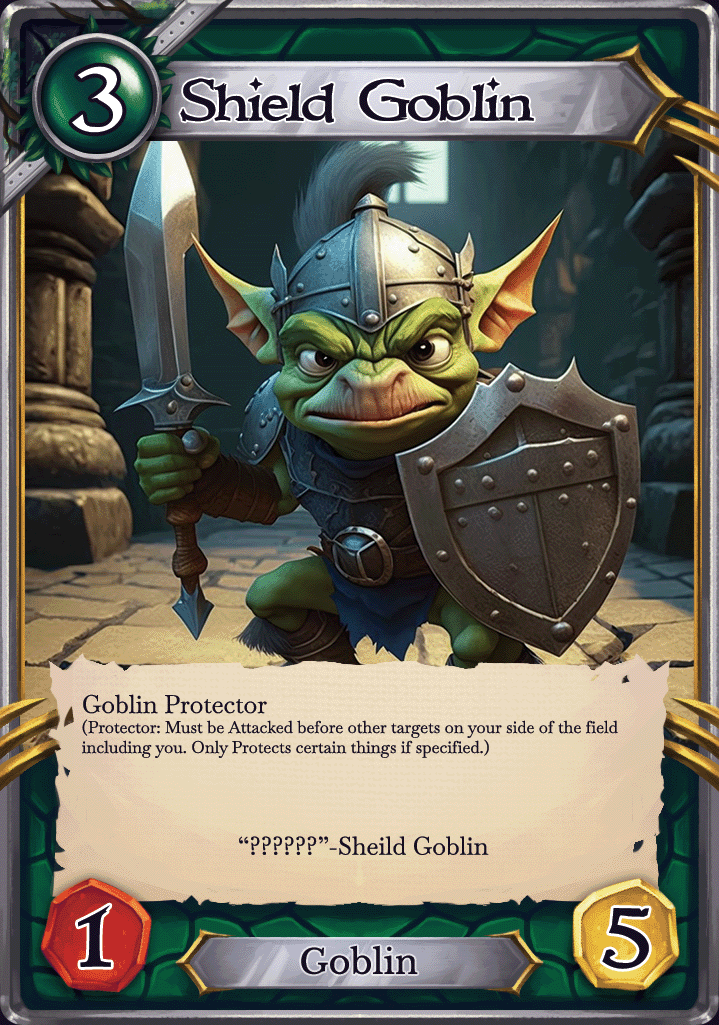 3
Shield Goblin
Goblin Protector
(Protector: Must be Attacked before other targets on your side of the field
including you. Only Protects certain things if specified.)
“??????”-Sheild Goblin
1
Goblin
5